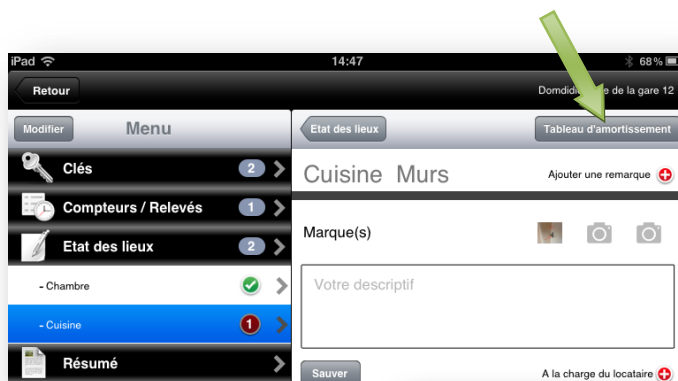 iPad 14:47 68%
Retour de la gare 12
Modifier Menu Etat des lieux Tableau d'amortissement
Clés 2
Cuisine Murs Ajouter une remarque
Compteurs / Relevés 1
Marque(s)
Etat des lieux 2
- Chambre
Votre descriptif
- Cuisine 1
Résumé
Sauver A la charge du locataire